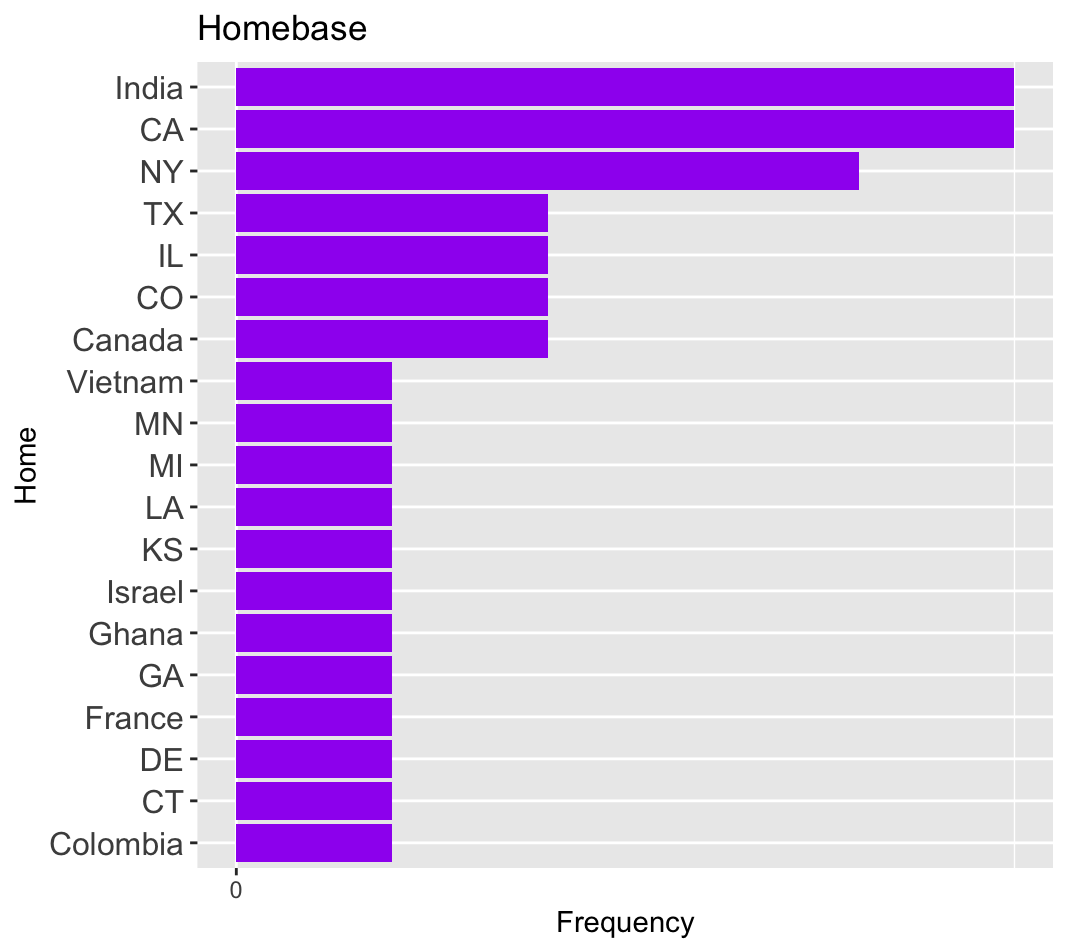 Homebase
India
CA
NY
TX
IL
CO
Canada
Vietnam
MN
MI
LA
KS
Israel
Ghana
GA
France
DE
CT
Colombia
Home
0
Frequency